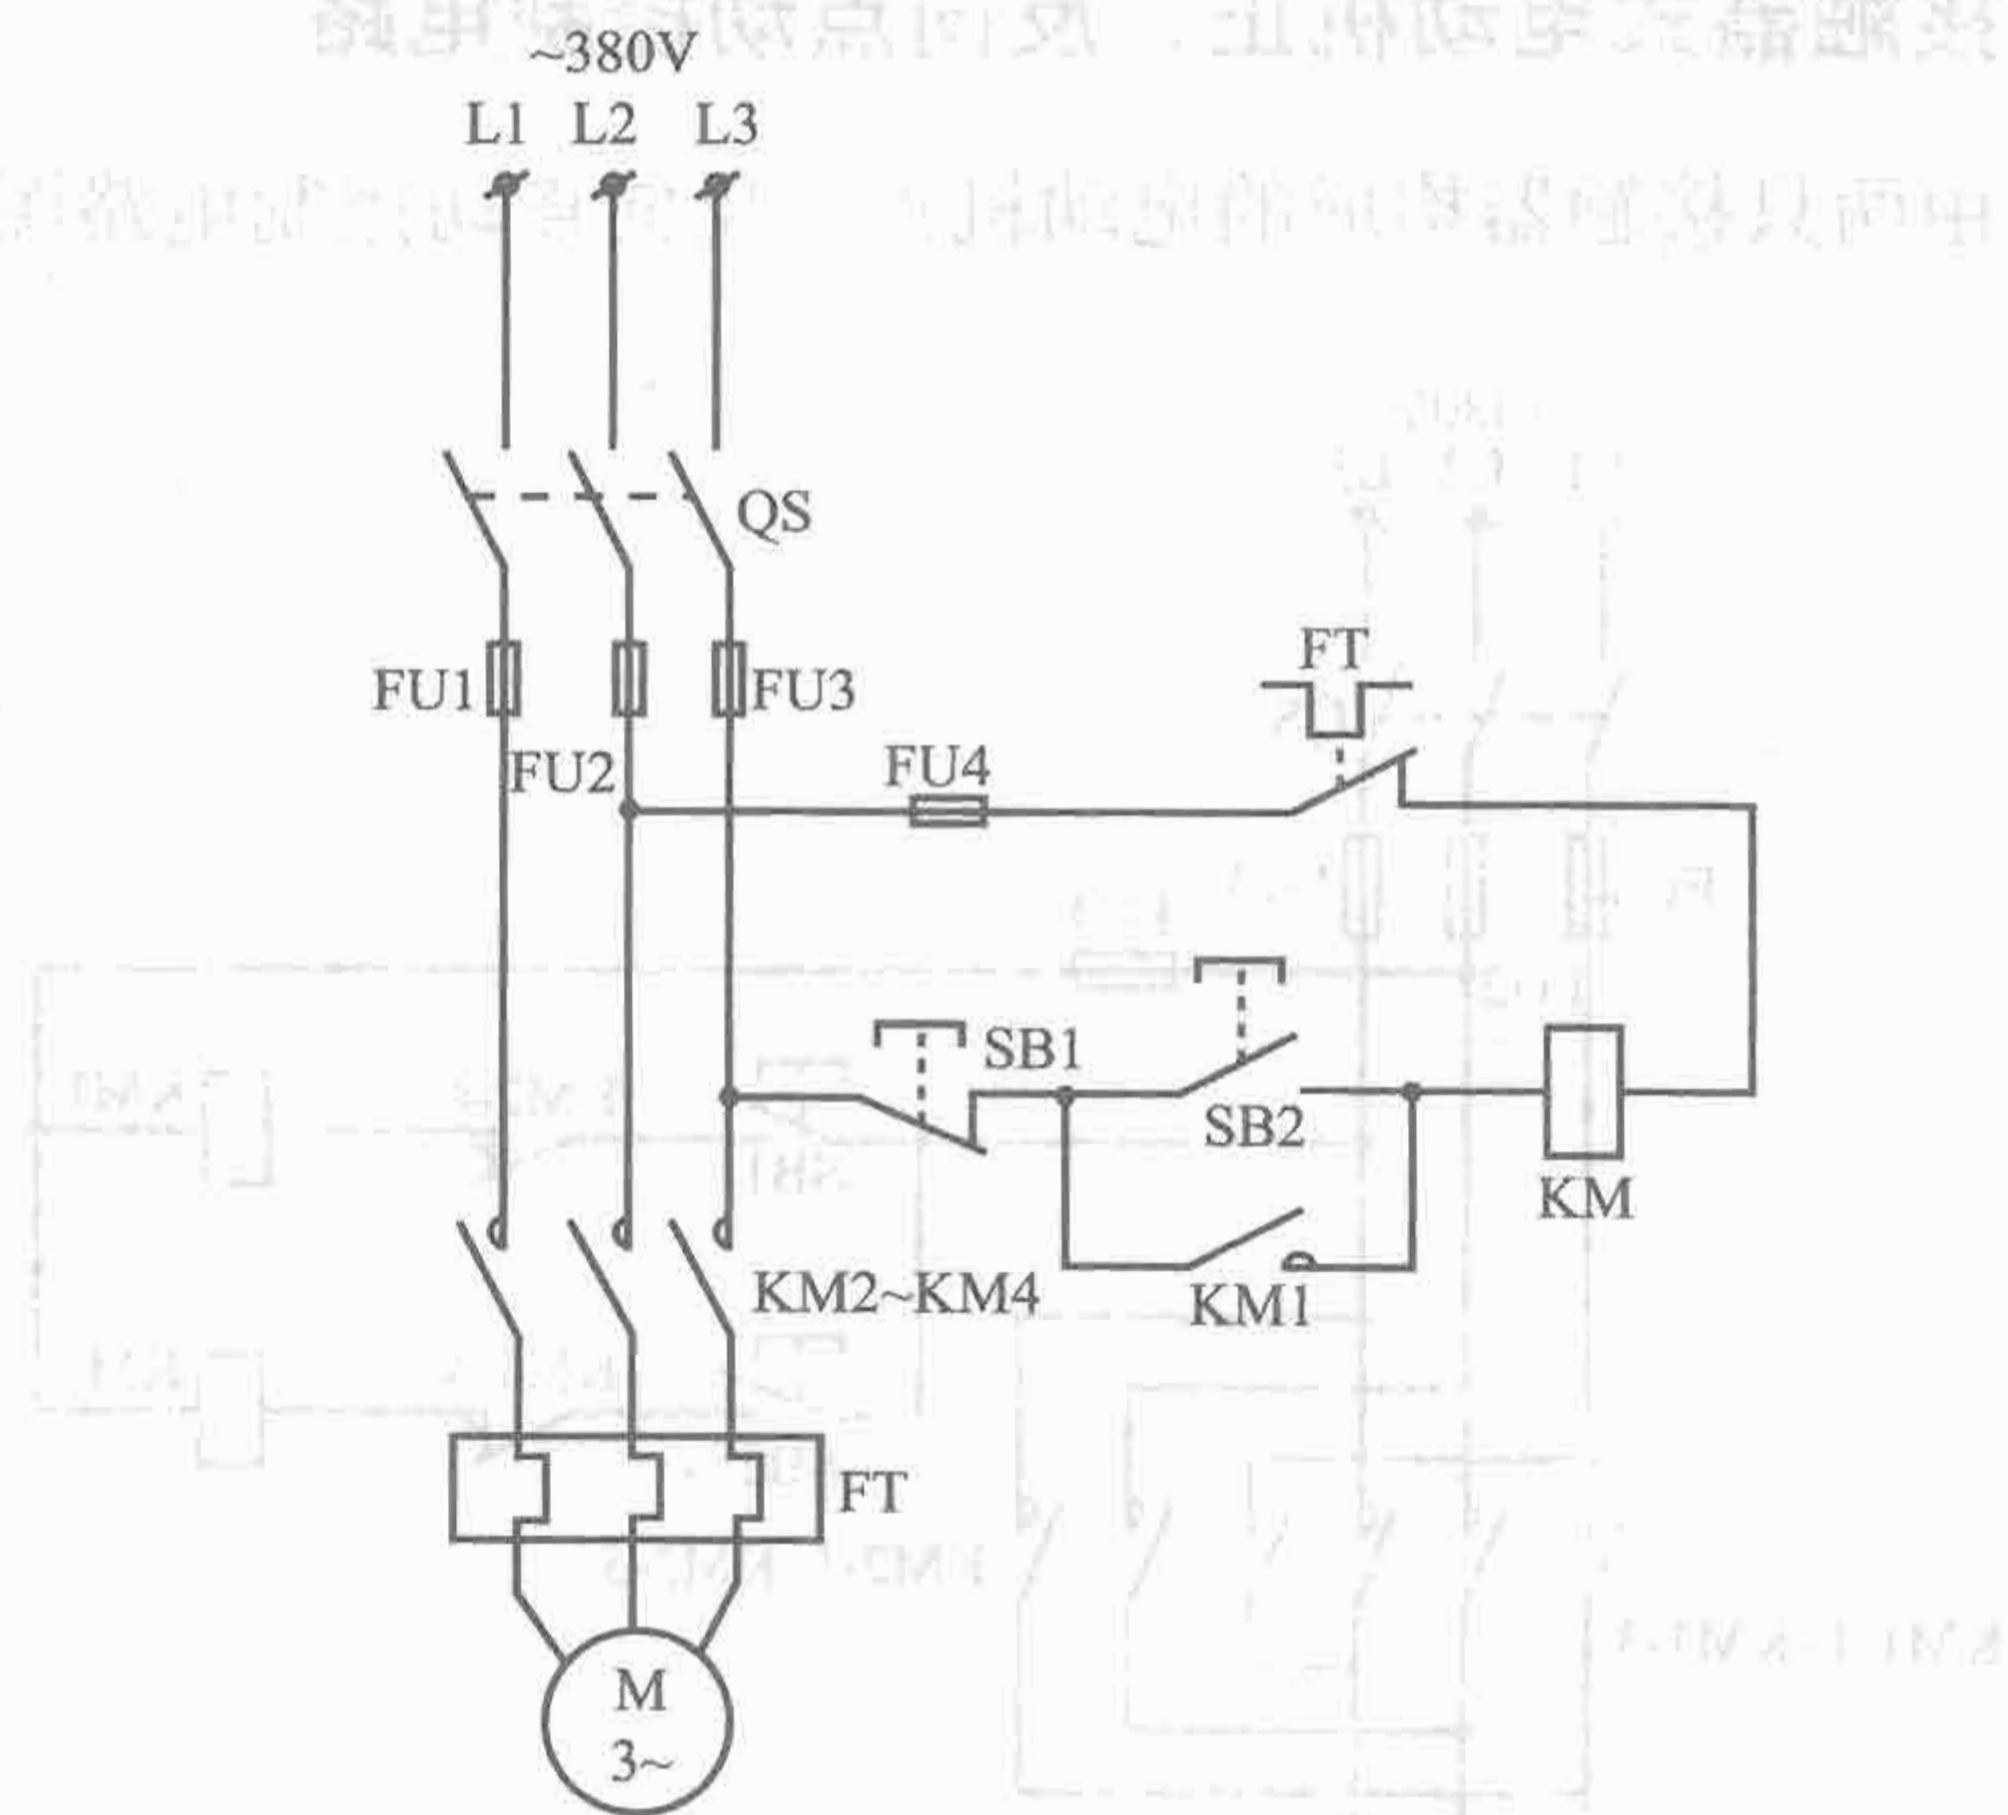 ~380V
L1 L2 L3
QS
FU1
FU3
FT
FU2
FU4
SB1
SB2
KM
KM2~KM4
KM1
FT
M
3~